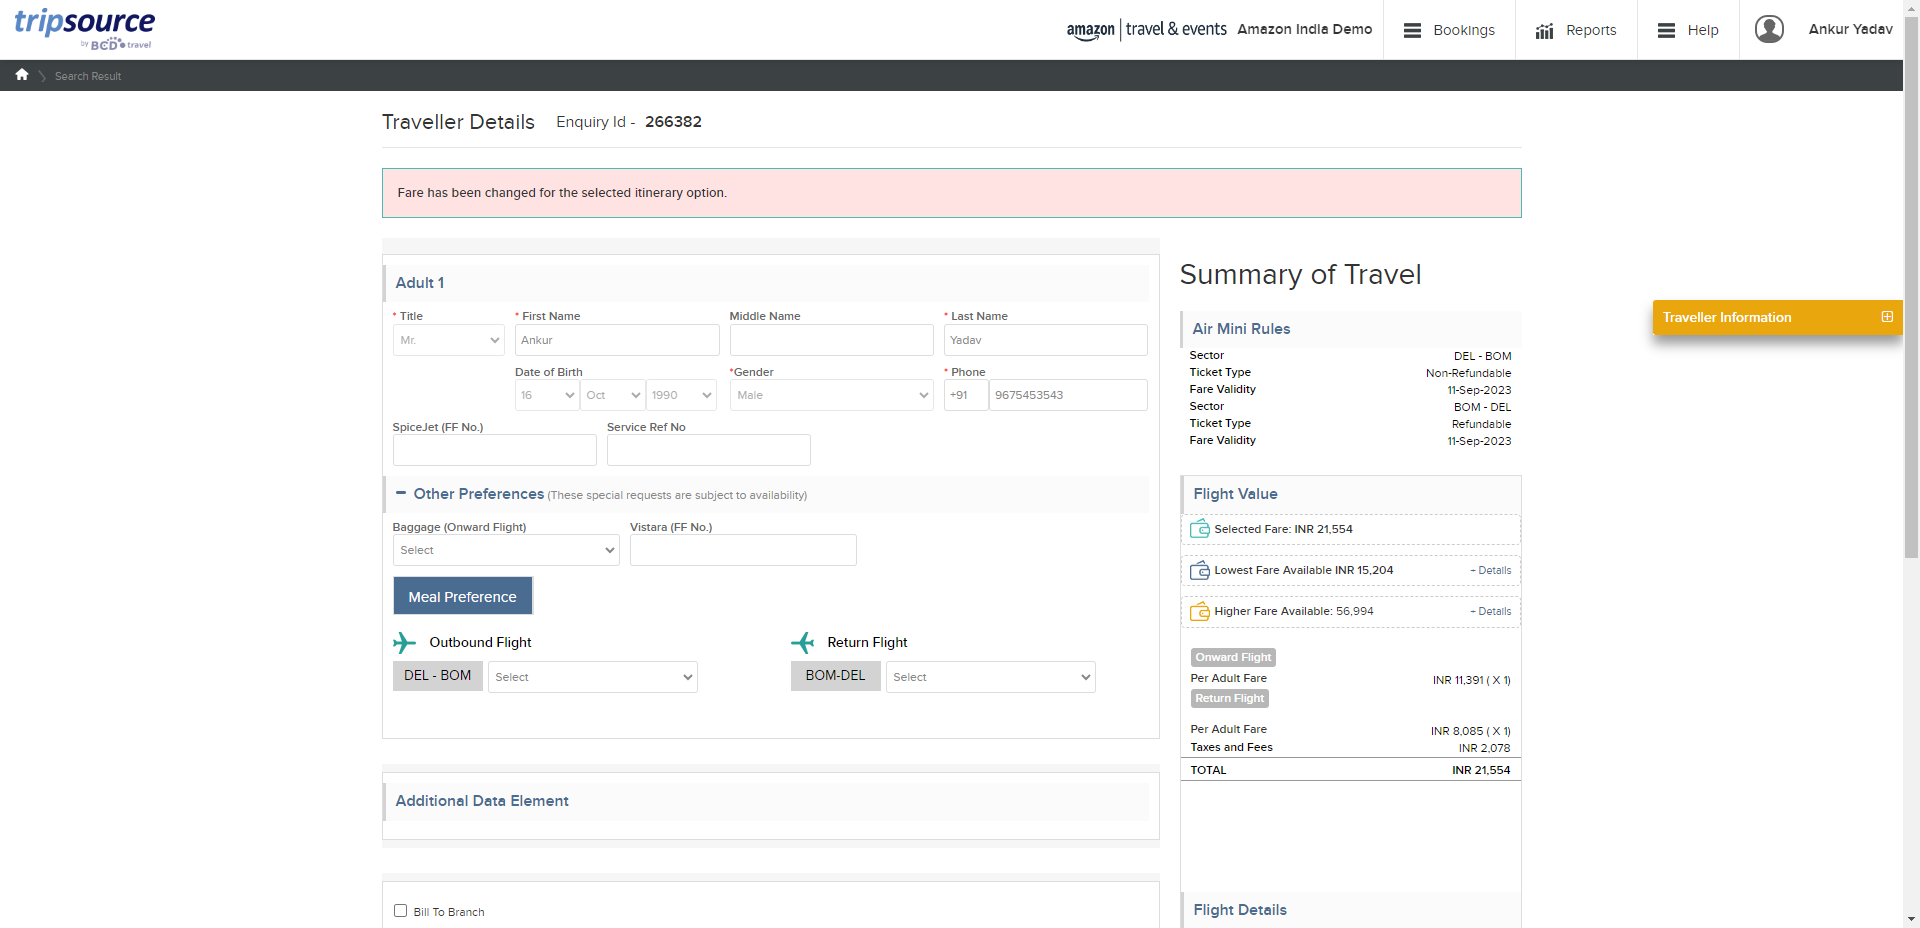 tripsource
by BCD travel
amazon travel & events Amazon India Demo
Bookings
Reports
Help
Ankur Yadav
Search Result
Traveller Details Enquiry Id - 266382
Fare has been changed for the selected itinerary option.
Adult 1
* Title * First Name Middle Name * Last Name
Mr. Ankur Yadav
Date of Birth *Gender * Phone
16 Oct 1990 Male +91 9675453543
SpiceJet (FF No.) Service Ref No
Other Preferences (These special requests are subject to availability)
Baggage (Onward Flight) Vistara (FF No.)
Select
Meal Preference
Outbound Flight Return Flight
DEL - BOM Select BOM-DEL Select
Additional Data Element
Bill To Branch
Summary of Travel
Air Mini Rules
Sector DEL - BOM
Ticket Type Non-Refundable
Fare Validity 11-Sep-2023
Sector BOM - DEL
Ticket Type Refundable
Fare Validity 11-Sep-2023
Flight Value
Selected Fare: INR 21,554
Lowest Fare Available INR 15,204 + Details
Higher Fare Available: 56,994 + Details
Onward Flight
Per Adult Fare INR 11,391 ( X 1)
Return Flight
Per Adult Fare INR 8,085 ( X 1)
Taxes and Fees INR 2,078
TOTAL INR 21,554
Flight Details
Traveller Information